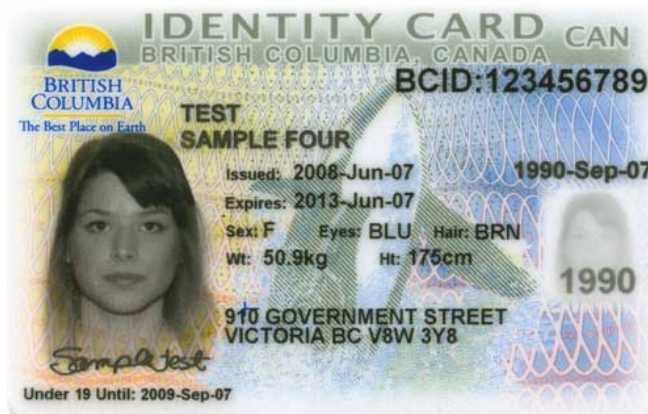 IDENTITY CARD CAN
BRITISH COLUMBIA, CANADA
BCID:123456789
BRITISH
COLUMBIA
The Best Place on Earth
TEST
SAMPLE FOUR
Issued: 2008-Jun-07
1990-Sep-07
Expires: 2013-Jun-07
Sex: F Eyes: BLU Hair: BRN
Wt: 50.9kg Ht: 175cm
1990
910 GOVERNMENT STREET
VICTORIA BC V8W 3Y8
Sample test
Under 19 Until: 2009-Sep-07